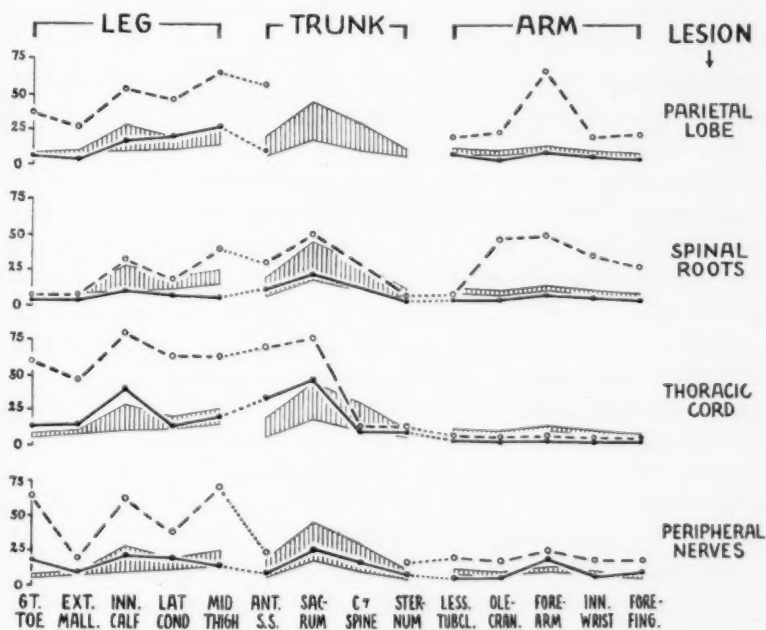 LEG TRUNK ARM LESION
75
50
25
0
PARIETAL
LOBE
75
50
25
0
SPINAL
ROOTS
75
50
25
0
THORACIC
CORD
75
50
25
0
PERIPHERAL
NERVES
GT. EXT. INN. LAT MID ANT. SAC- C7 STER- LESS. OLE- FORE- INN. FORE-
TOE MALL. CALF COND THIGH S.S. RUM SPINE NUM TUBCL. CRAN. ARM WRIST FING.